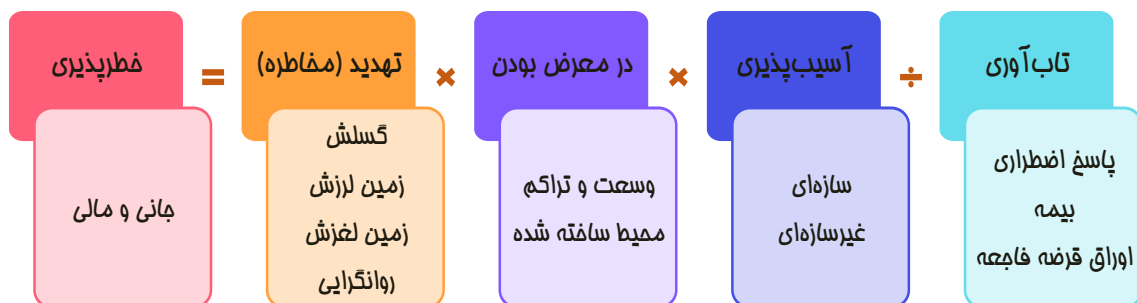 خطرپذیری
=
تهدید (مخاطره)
×
در معرض بودن
×
آسیب‌پذیری
÷
تاب‌آوری
جانی و مالی
گسلش
زمین لرزش
زمین لغزش
روانگرایی
وسعت و تراکم
محیط ساخته شده
سازه‌ای
غیرسازه‌ای
پاسخ اضطراری
بیمه
اوراق قرضه فاجعه